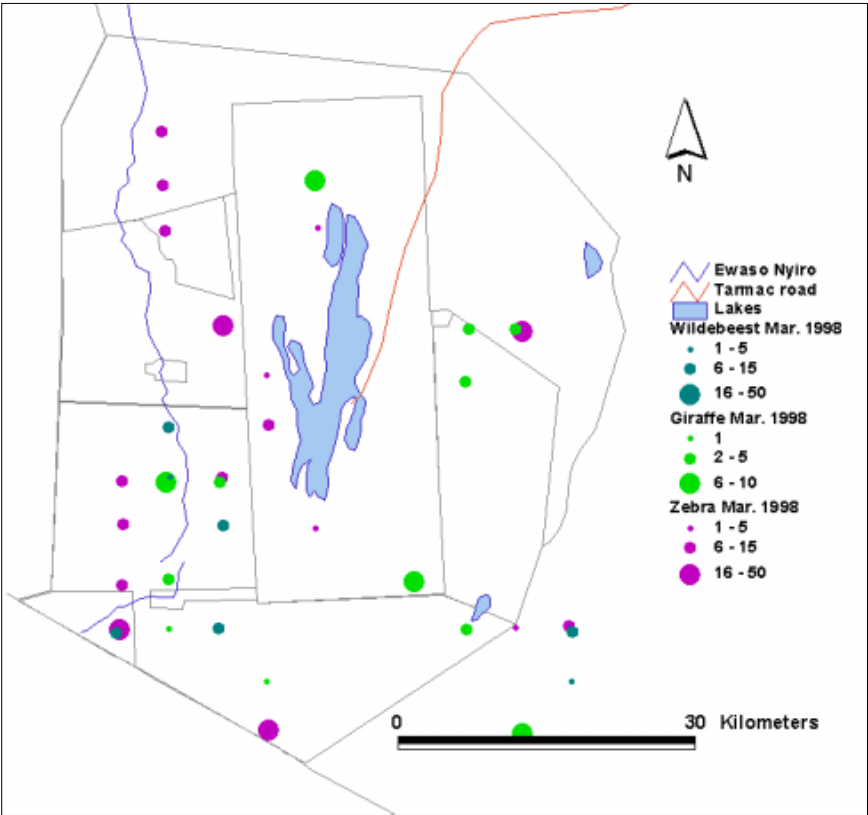 N
Ewaso Nyiro
Tarmac road
Lakes
Wildebeest Mar. 1998
1 - 5
6 - 15
16 - 50
Giraffe Mar. 1998
1
2 - 5
6 - 10
Zebra Mar. 1998
1 - 5
6 - 15
16 - 50
0 30 Kilometers